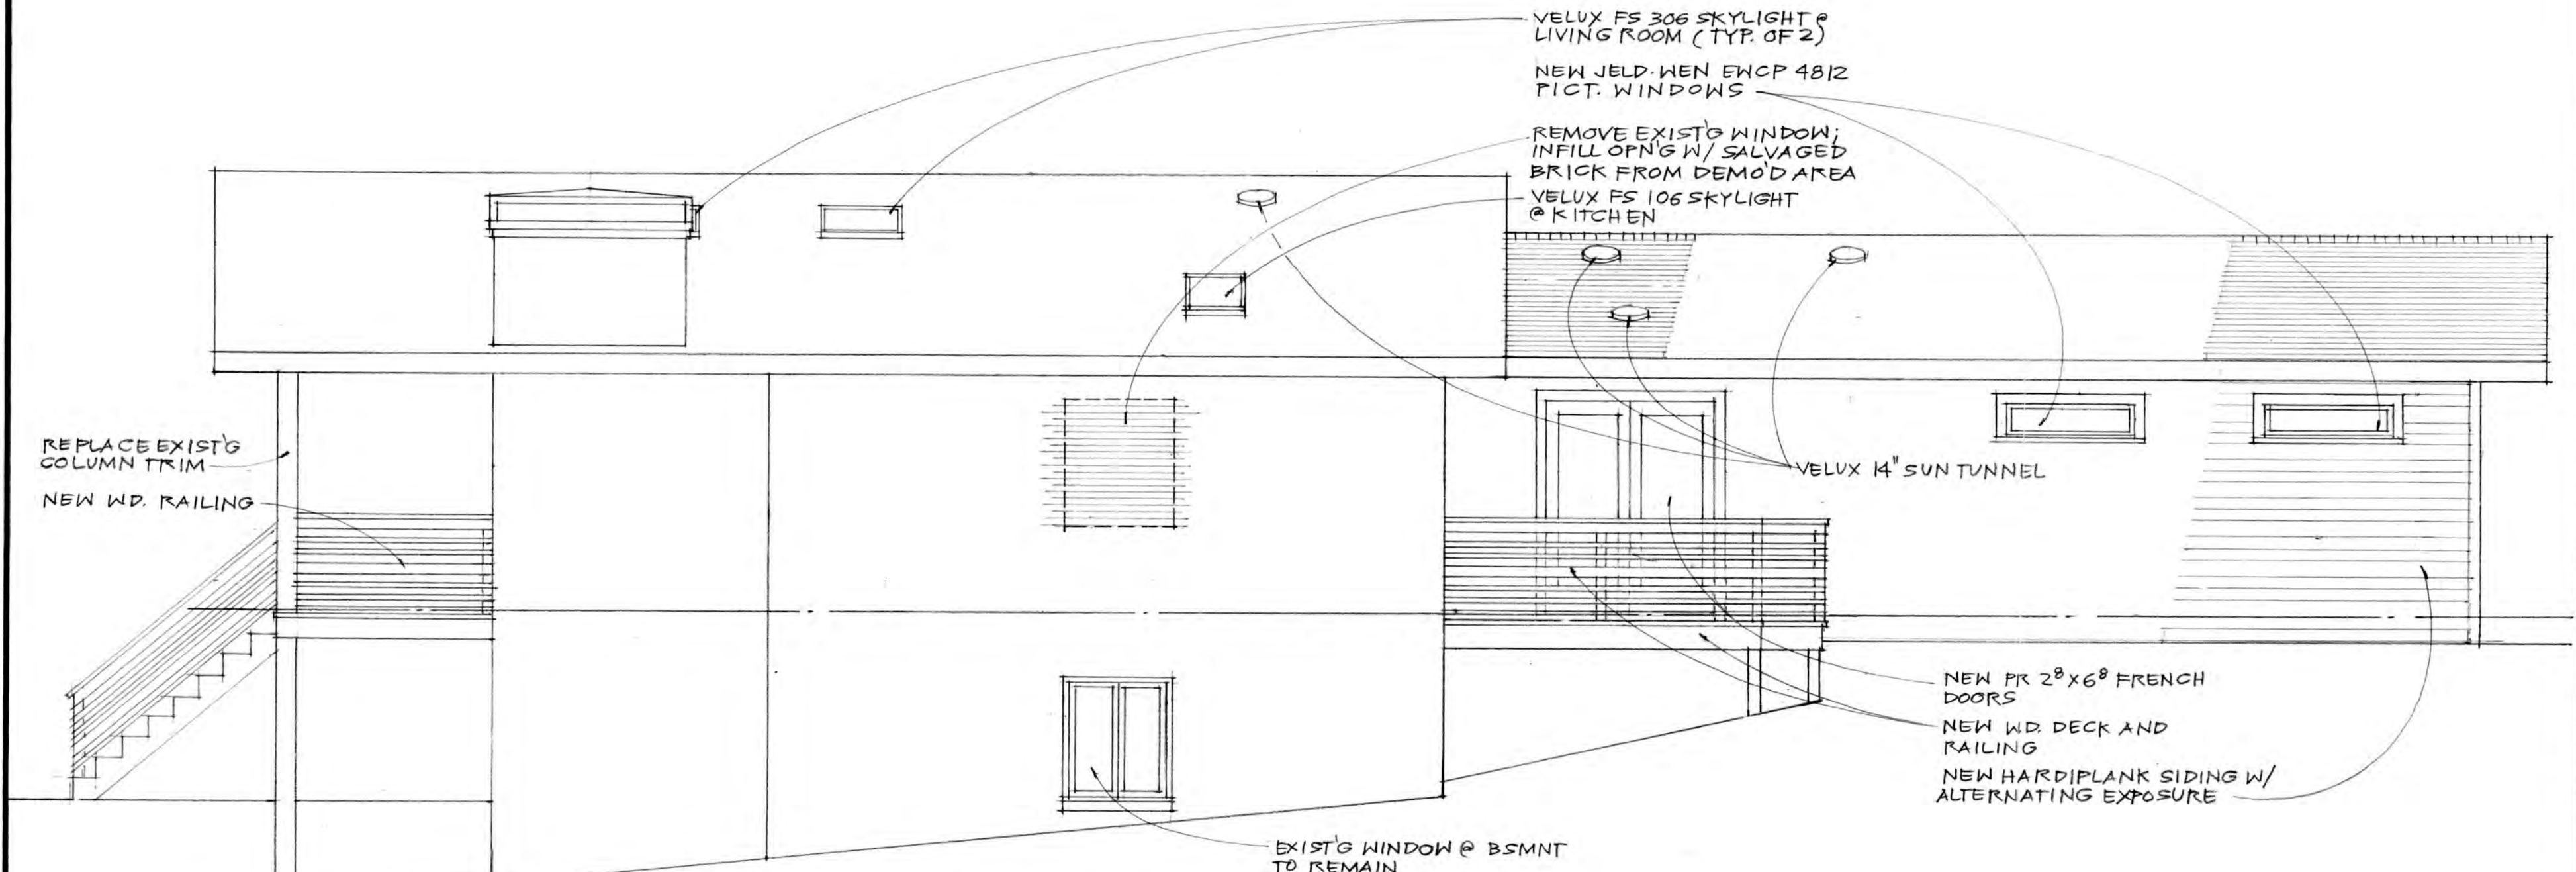 VELUX FS 306 SKYLIGHT @
LIVING ROOM (TYP. OF 2)
NEW JELD-WEN EWCP 4812
PICT. WINDOWS
REMOVE EXIST'G WINDOW;
INFILL OPN'G W/ SALVAGED
BRICK FROM DEMO'D AREA
VELUX FS 106 SKYLIGHT
@ KITCHEN
REPLACE EXIST'G
COLUMN TRIM
NEW WD. RAILING
VELUX 14" SUN TUNNEL
NEW PR 2⁸X6⁸ FRENCH
DOORS
NEW WD. DECK AND
RAILING
NEW HARDIPLANK SIDING W/
ALTERNATING EXPOSURE
EXIST'G WINDOW @ BSMNT
TO REMAIN